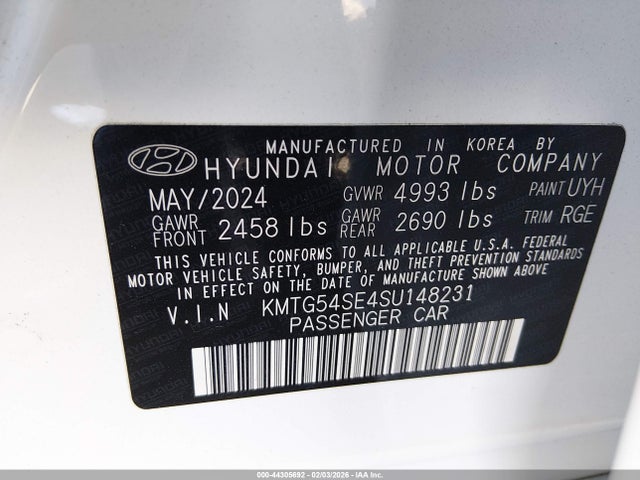 MANUFACTURED IN KOREA BY
HYUNDAI MOTOR COMPANY
MAY/2024 GVWR 4993 lbs PAINT UYH
GAWR FRONT 2458 lbs GAWR REAR 2690 lbs TRIM RGE
THIS VEHICLE CONFORMS TO ALL APPLICABLE U.S.A. FEDERAL
MOTOR VEHICLE SAFETY, BUMPER, AND THEFT PREVENTION
STANDARDS IN EFFECT ON THE DATE OF MANUFACTURE SHOWN ABOVE
V.I.N KMTG54SE4SU148231
PASSENGER CAR
000-44305692 - 02/03/2026 - IAA Inc.